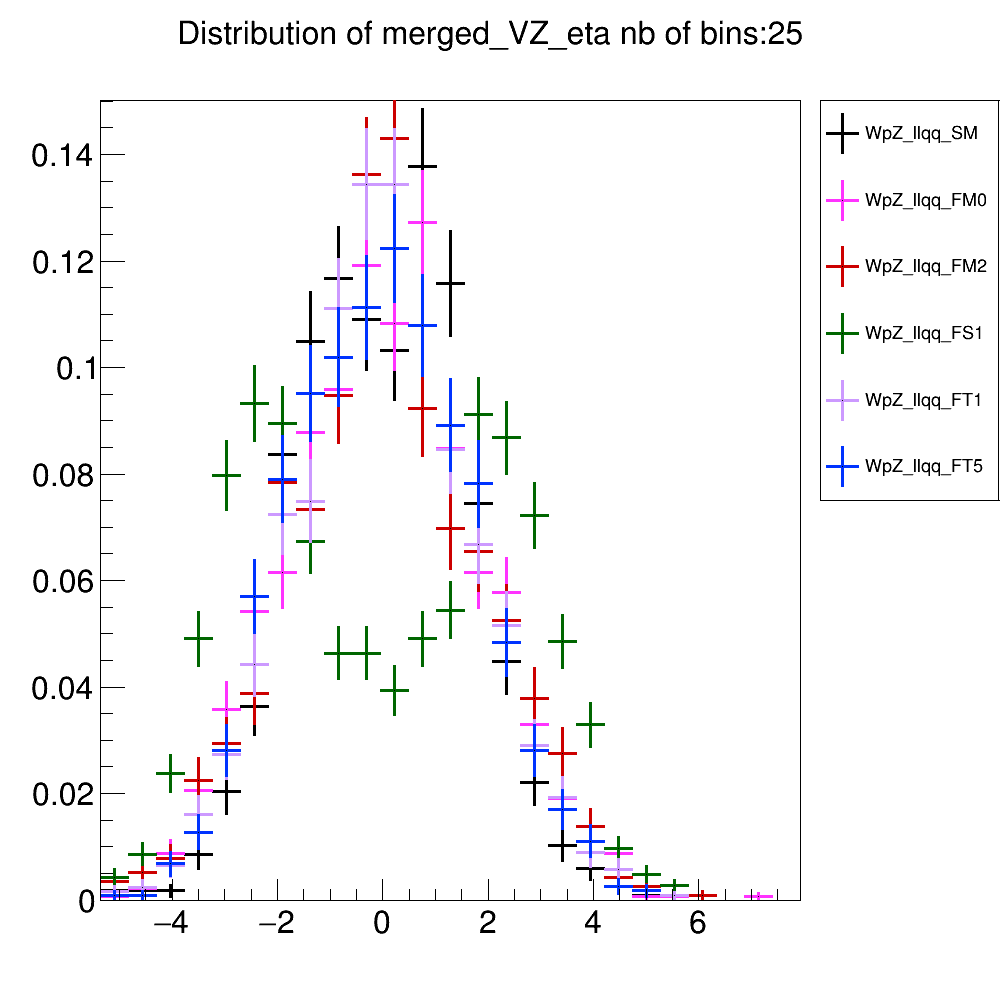 Distribution of merged_VZ_eta nb of bins:25
0.14
0.12
0.1
0.08
0.06
0.04
0.02
0
−4
−2
0
2
4
6
WpZ_llqq_SM
WpZ_llqq_FM0
WpZ_llqq_FM2
WpZ_llqq_FS1
WpZ_llqq_FT1
WpZ_llqq_FT5